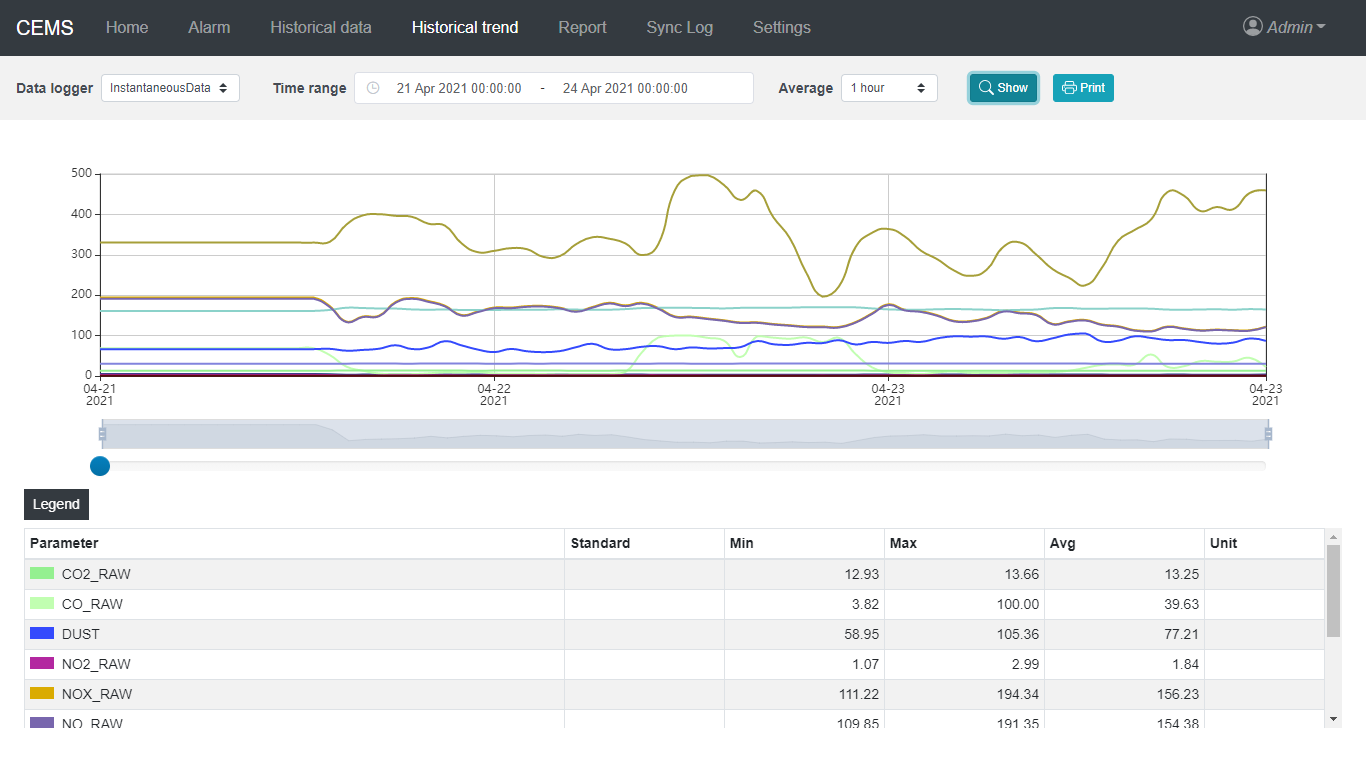 CEMS Home Alarm Historical data Historical trend Report Sync Log Settings Admin
Data logger InstantaneousData Time range 21 Apr 2021 00:00:00 - 24 Apr 2021 00:00:00 Average 1 hour Show Print
500
400
300
200
100
0
04-21 04-22 04-23 04-23
2021 2021 2021 2021
Legend
Parameter Standard Min Max Avg Unit
CO2_RAW 12.93 13.66 13.25
CO_RAW 3.82 100.00 39.63
DUST 58.95 105.36 77.21
NO2_RAW 1.07 2.99 1.84
NOX_RAW 111.22 194.34 156.23
NO_RAW 109.85 191.35 154.38